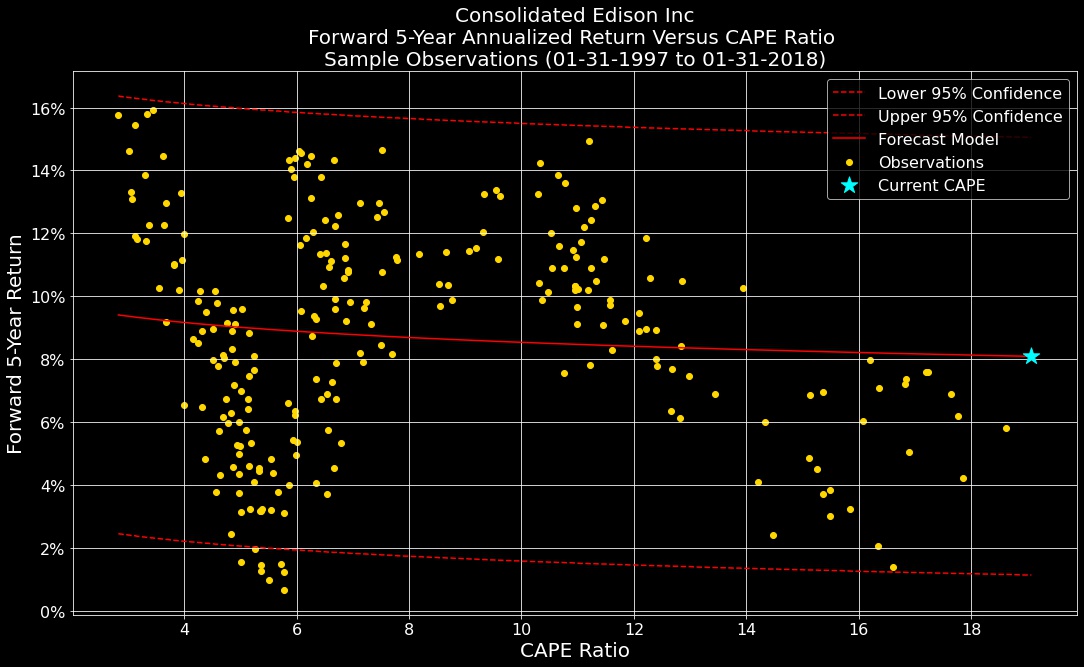 Consolidated Edison Inc
Forward 5-Year Annualized Return Versus CAPE Ratio
Sample Observations (01-31-1997 to 01-31-2018)
Lower 95% Confidence
Upper 95% Confidence
Forecast Model
Observations
Current CAPE
Forward 5-Year Return
16%
14%
12%
10%
8%
6%
4%
2%
0%
4 6 8 10 12 14 16 18
CAPE Ratio